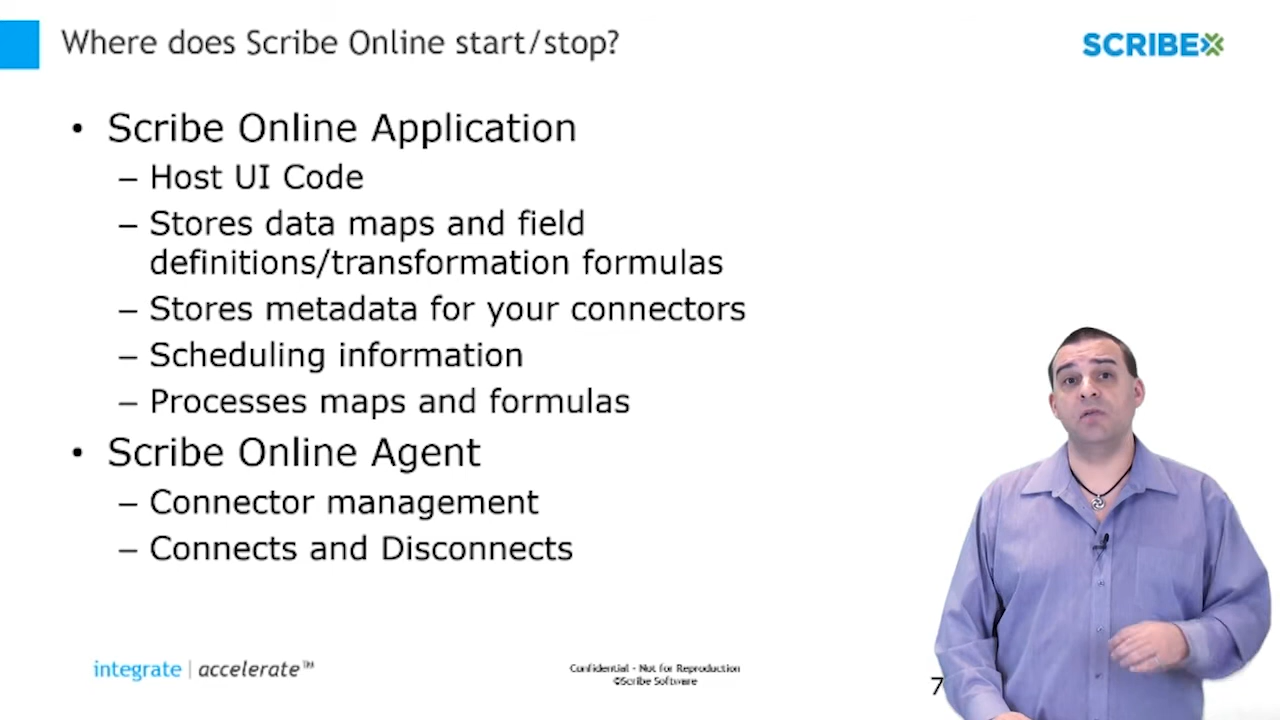 Where does Scribe Online start/stop?
SCRIBE
• Scribe Online Application
– Host UI Code
– Stores data maps and field
definitions/transformation formulas
– Stores metadata for your connectors
– Scheduling information
– Processes maps and formulas
• Scribe Online Agent
– Connector management
– Connects and Disconnects
integrate | accelerate™
Confidential - Not for Reproduction
©Scribe Software
7